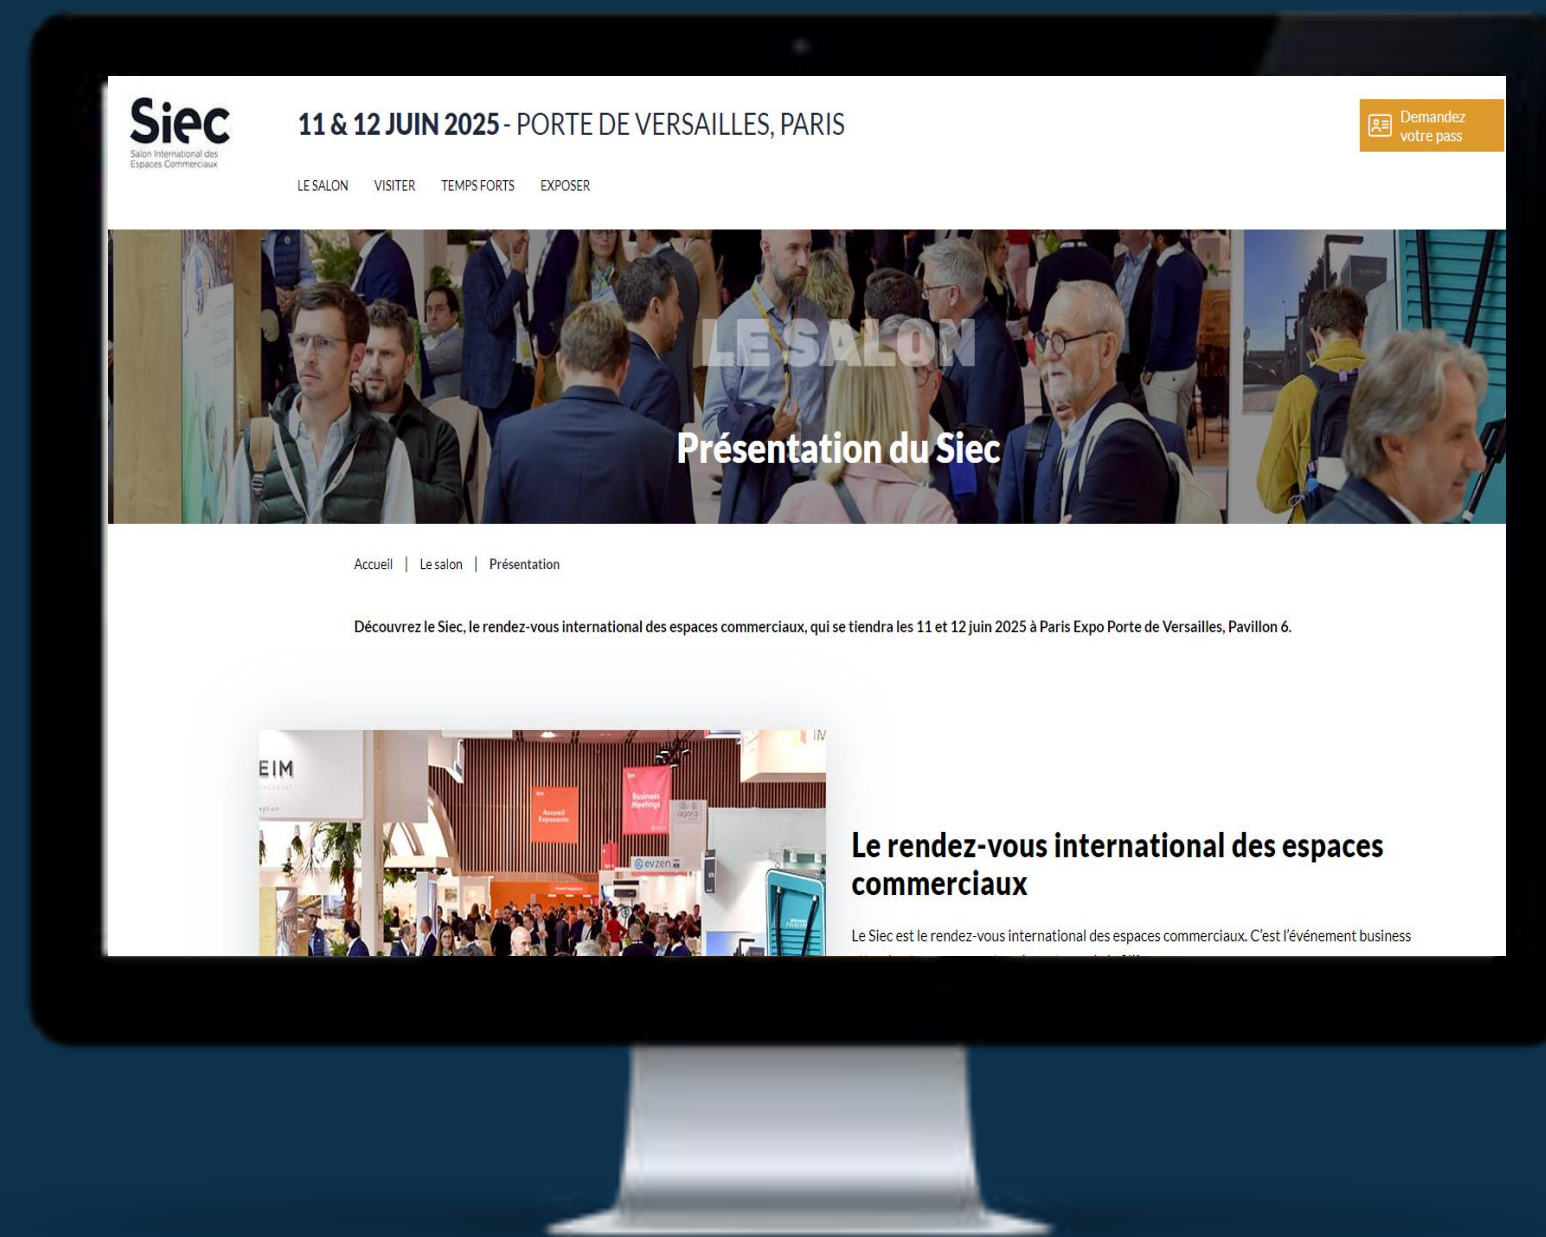 Siec
Salon International des
Espaces Commerciaux
11 & 12 JUIN 2025 - PORTE DE VERSAILLES, PARIS
Demandez
votre pass
LE SALON VISITER TEMPS FORTS EXPOSER
LE SALON
Présentation du Siec
Accueil | Le salon | Présentation
Découvrez le Siec, le rendez-vous international des espaces commerciaux, qui se tiendra les 11 et 12 juin 2025 à Paris Expo Porte de Versailles, Pavillon 6.
EIM
Accueil
Exposants
Business
Meetings
agora
evzen
Le rendez-vous international des espaces
commerciaux
Le Siec est le rendez-vous international des espaces commerciaux. C'est l'événement business